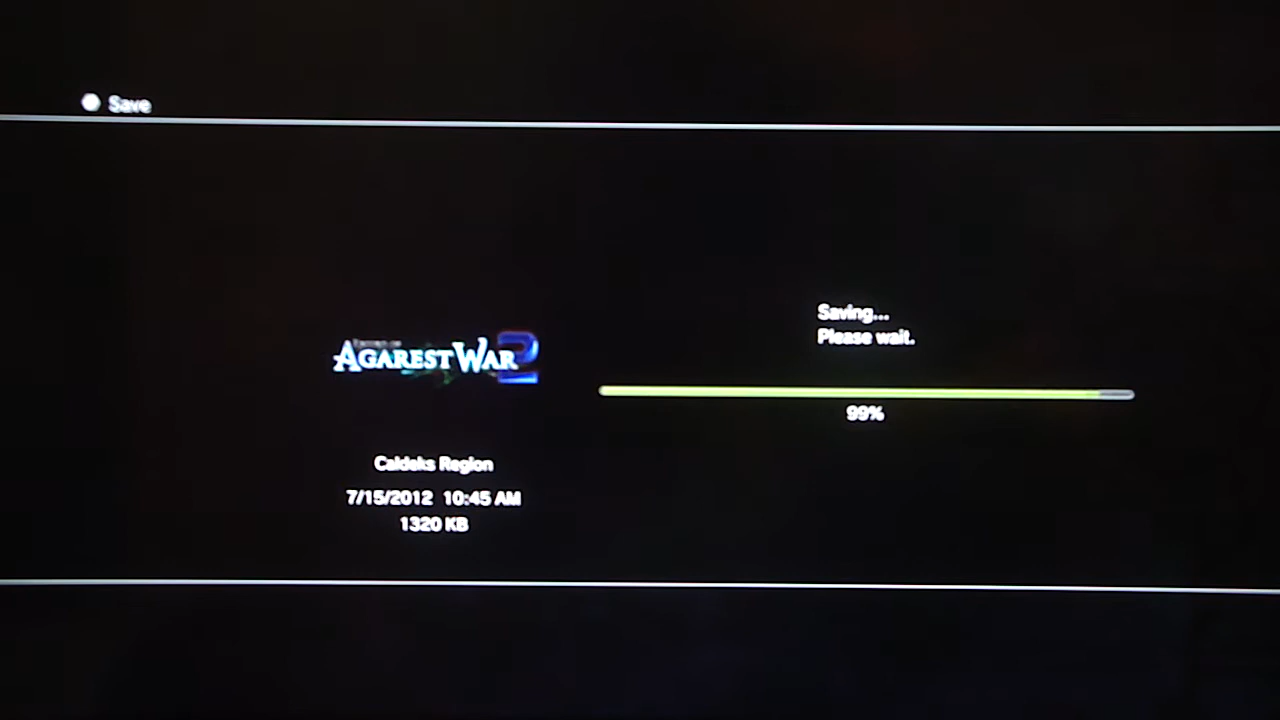 Save
Saving...
Please wait.
AGAREST WAR 2
99%
Caldeks Region
7/15/2012 10:45 AM
1320 KB